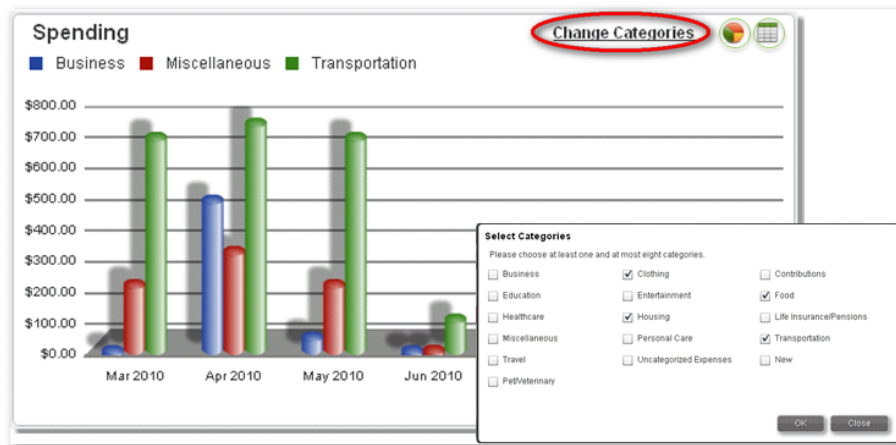 Spending
Change Categories
Business Miscellaneous Transportation
$800.00
$700.00
$600.00
$500.00
$400.00
$300.00
$200.00
$100.00
$0.00
Mar 2010 Apr 2010 May 2010 Jun 2010
Select Categories
Please choose at least one and at most eight categories.
Business Clothing Contributions
Education Entertainment Food
Healthcare Housing Life Insurance/Pensions
Miscellaneous Personal Care Transportation
Travel Uncategorized Expenses New
Pet/Veterinary
OK Close